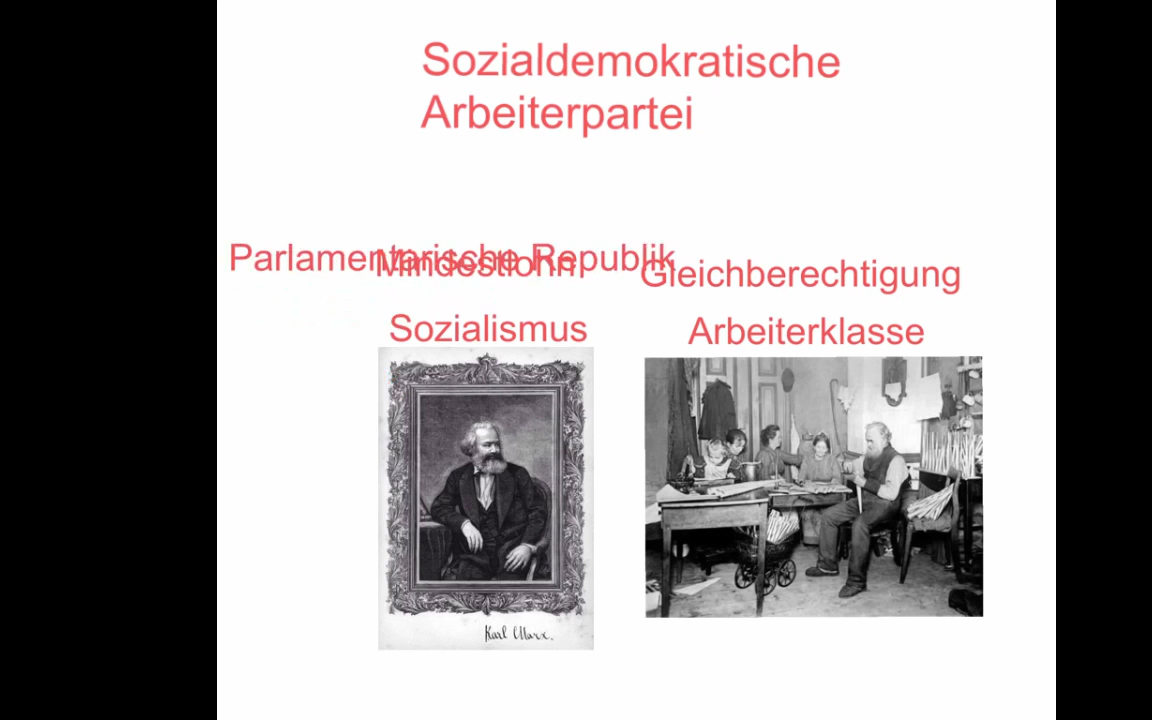 Sozialdemokratische
Arbeiterpartei
Parlamentarische Republik
Mindestlohn
Gleichberechtigung
Sozialismus
Arbeiterklasse
Karl Marx.